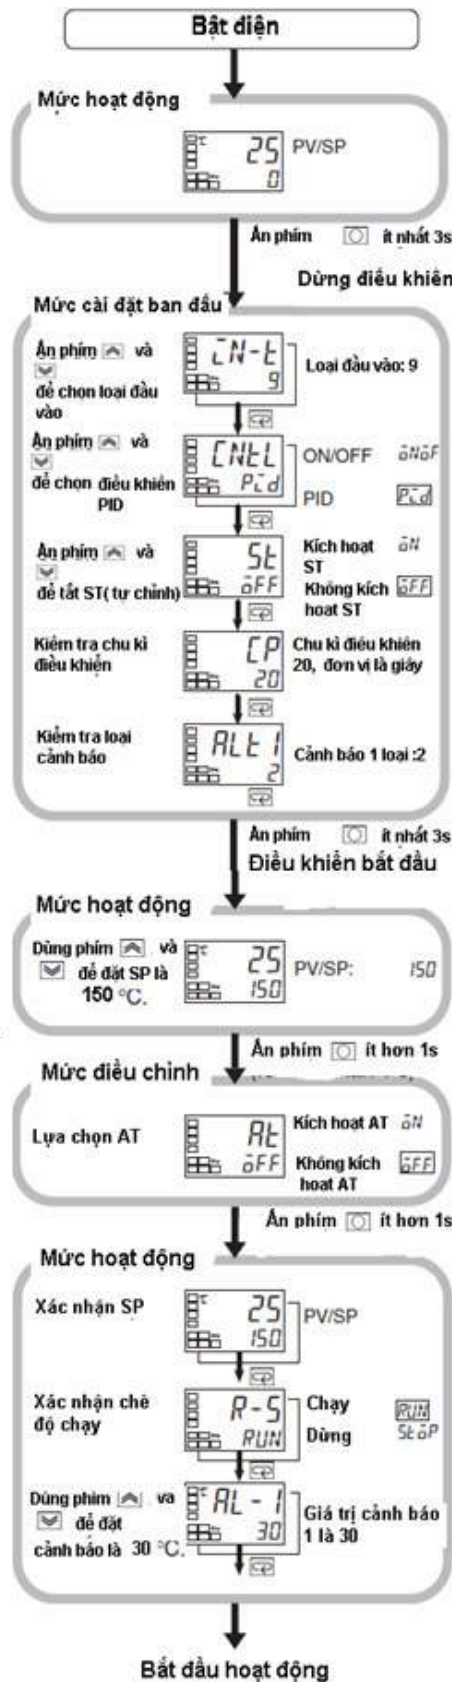 Bật điện
Mức hoạt động
25
0
PV/SP
Ấn phím ít nhất 3s
Dừng điều khiển
Mức cài đặt ban đầu
Ấn phím và
để chọn loại đầu
vào
iN-t
9
Loại đầu vào: 9
Ấn phím và
để chọn điều khiển
PID
CNtL
Pid
ON/OFF oNoF
PID Pid
Ấn phím và
để tắt ST( tự chỉnh)
St
oFF
Kích hoạt
ST
oN
Không kích
hoạt ST
oFF
Kiểm tra chu kì
điều khiển
CP
20
Chu kì điều khiển
20, đơn vị là giây
Kiểm tra loại
cảnh báo
ALt1
2
Cảnh báo 1 loại :2
Ấn phím ít nhất 3s
Điều khiển bắt đầu
Mức hoạt động
Dùng phím và
để đặt SP là
150 °C.
25
150
PV/SP: 150
Ấn phím ít hơn 1s
Mức điều chỉnh
Lựa chọn AT
At
oFF
Kích hoạt AT oN
Không kích
hoạt AT
oFF
Ấn phím ít hơn 1s
Mức hoạt động
Xác nhận SP
25
150
PV/SP
Xác nhận chế
độ chạy
R-S
RUN
Chạy RUN
Dừng StoP
Dùng phím va
để đặt
cảnh báo là 30 °C.
AL-1
30
Giá trị cảnh báo
1 là 30
Bắt đầu hoạt động